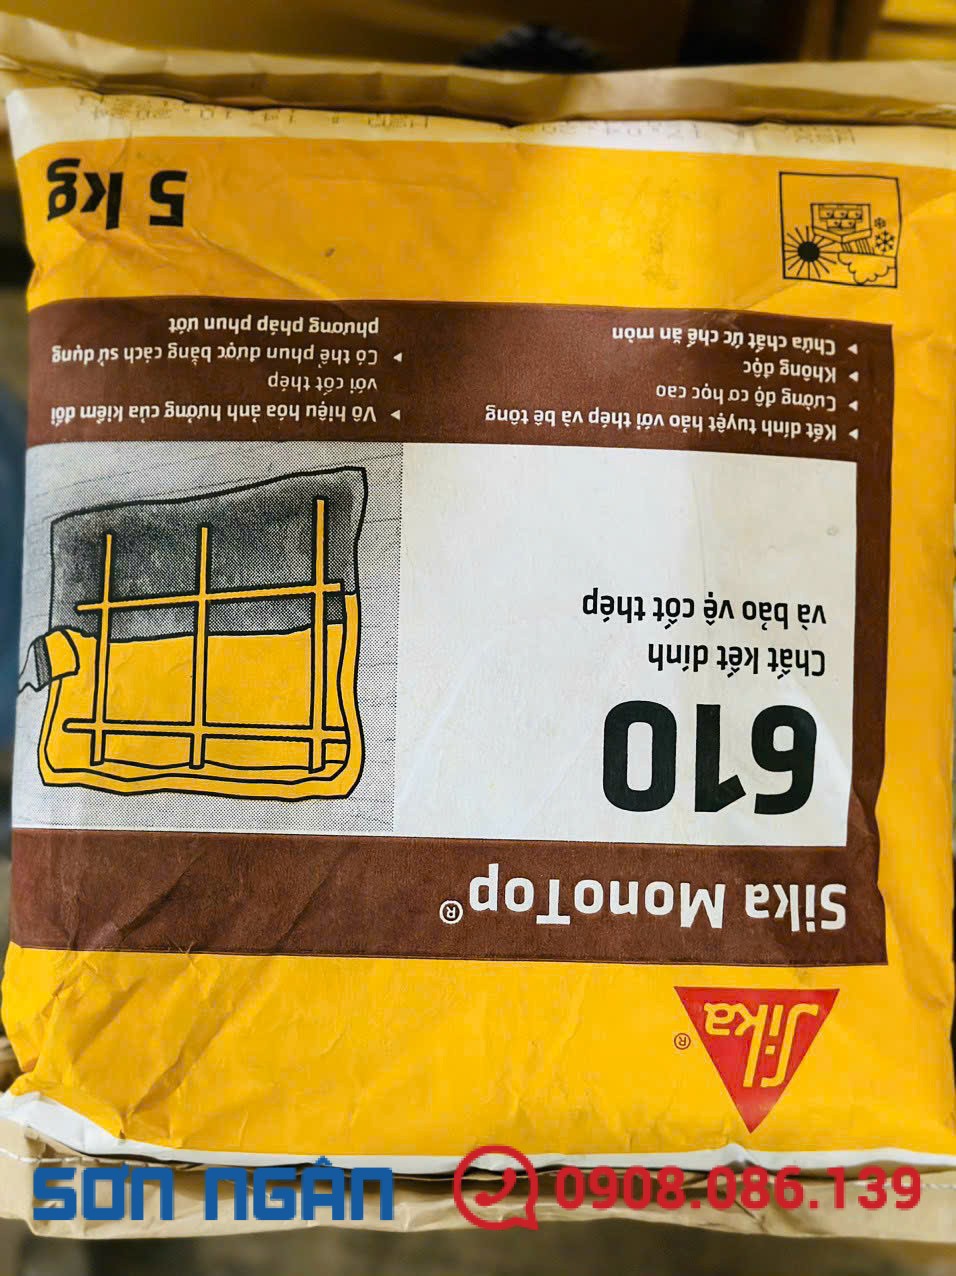 Sika®
Sika MonoTop®
610
Chất kết dính
và bảo vệ cốt thép
Kết dính tuyệt hảo với thép và bê tông
Cường độ cơ học cao
Không độc
Chứa chất ức chế ăn mòn
Vô hiệu hóa ảnh hưởng của kiềm đối
với cốt thép
Có thể phun được bằng cách sử dụng
phương pháp phun ướt
5 kg
SƠN NGÂN
0908.086.139